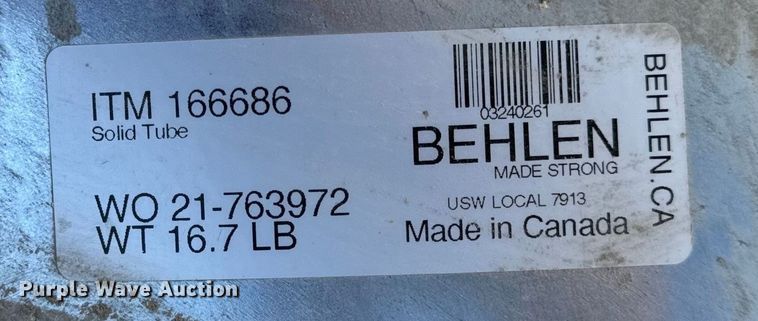 ITM 166686
Solid Tube
WO 21-763972
WT 16.7 LB
03240261
BEHLEN
MADE STRONG
USW LOCAL 7913
Made in Canada
BEHLEN.CA
Purple Wave Auction